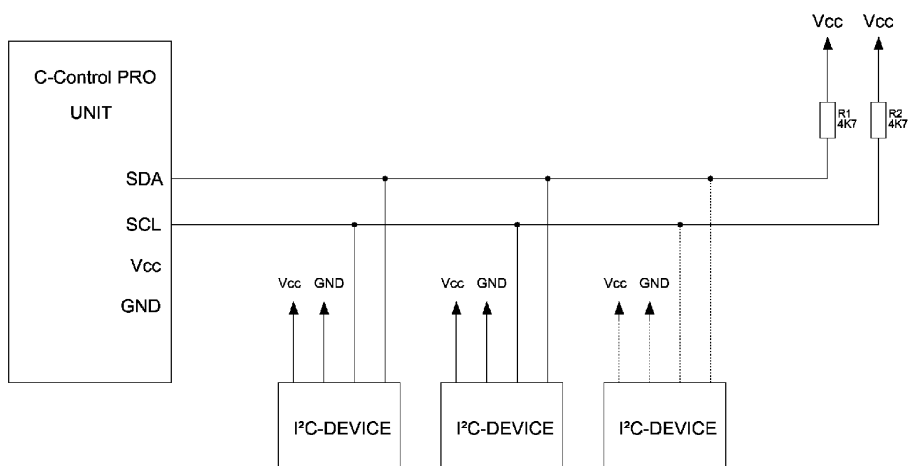 Vcc Vcc
C-Control PRO
UNIT
R1
4K7
R2
4K7
SDA
SCL
Vcc
GND
Vcc GND
Vcc GND
Vcc GND
I²C-DEVICE
I²C-DEVICE
I²C-DEVICE